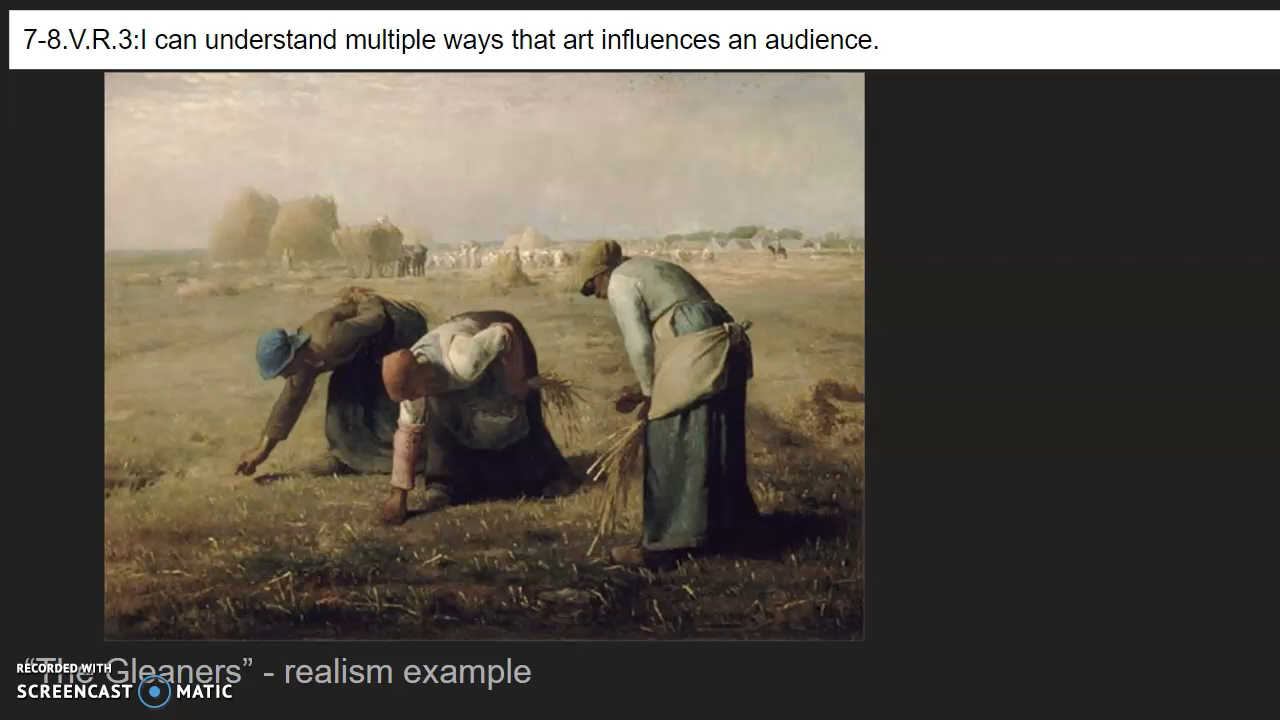 7-8.V.R.3:I can understand multiple ways that art influences an audience.
"The Gleaners" - realism example
RECORDED WITH
SCREENCAST MATIC